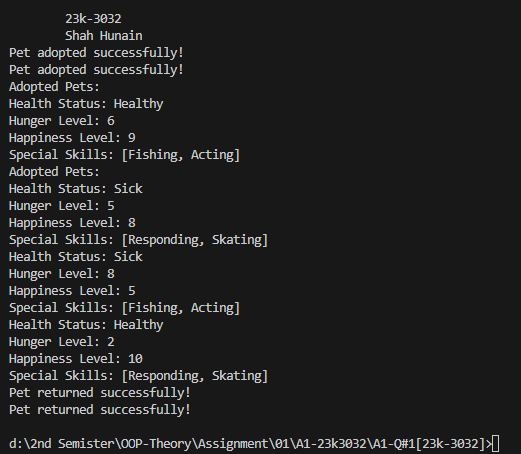 23k-3032
Shah Hunain
Pet adopted successfully!
Pet adopted successfully!
Adopted Pets:
Health Status: Healthy
Hunger Level: 6
Happiness Level: 9
Special Skills: [Fishing, Acting]
Adopted Pets:
Health Status: Sick
Hunger Level: 5
Happiness Level: 8
Special Skills: [Responding, Skating]
Health Status: Sick
Hunger Level: 8
Happiness Level: 5
Special Skills: [Fishing, Acting]
Health Status: Healthy
Hunger Level: 2
Happiness Level: 10
Special Skills: [Responding, Skating]
Pet returned successfully!
Pet returned successfully!
d:\2nd Semister\OOP-Theory\Assignment\01\A1-23k3032\A1-Q#1[23k-3032]>